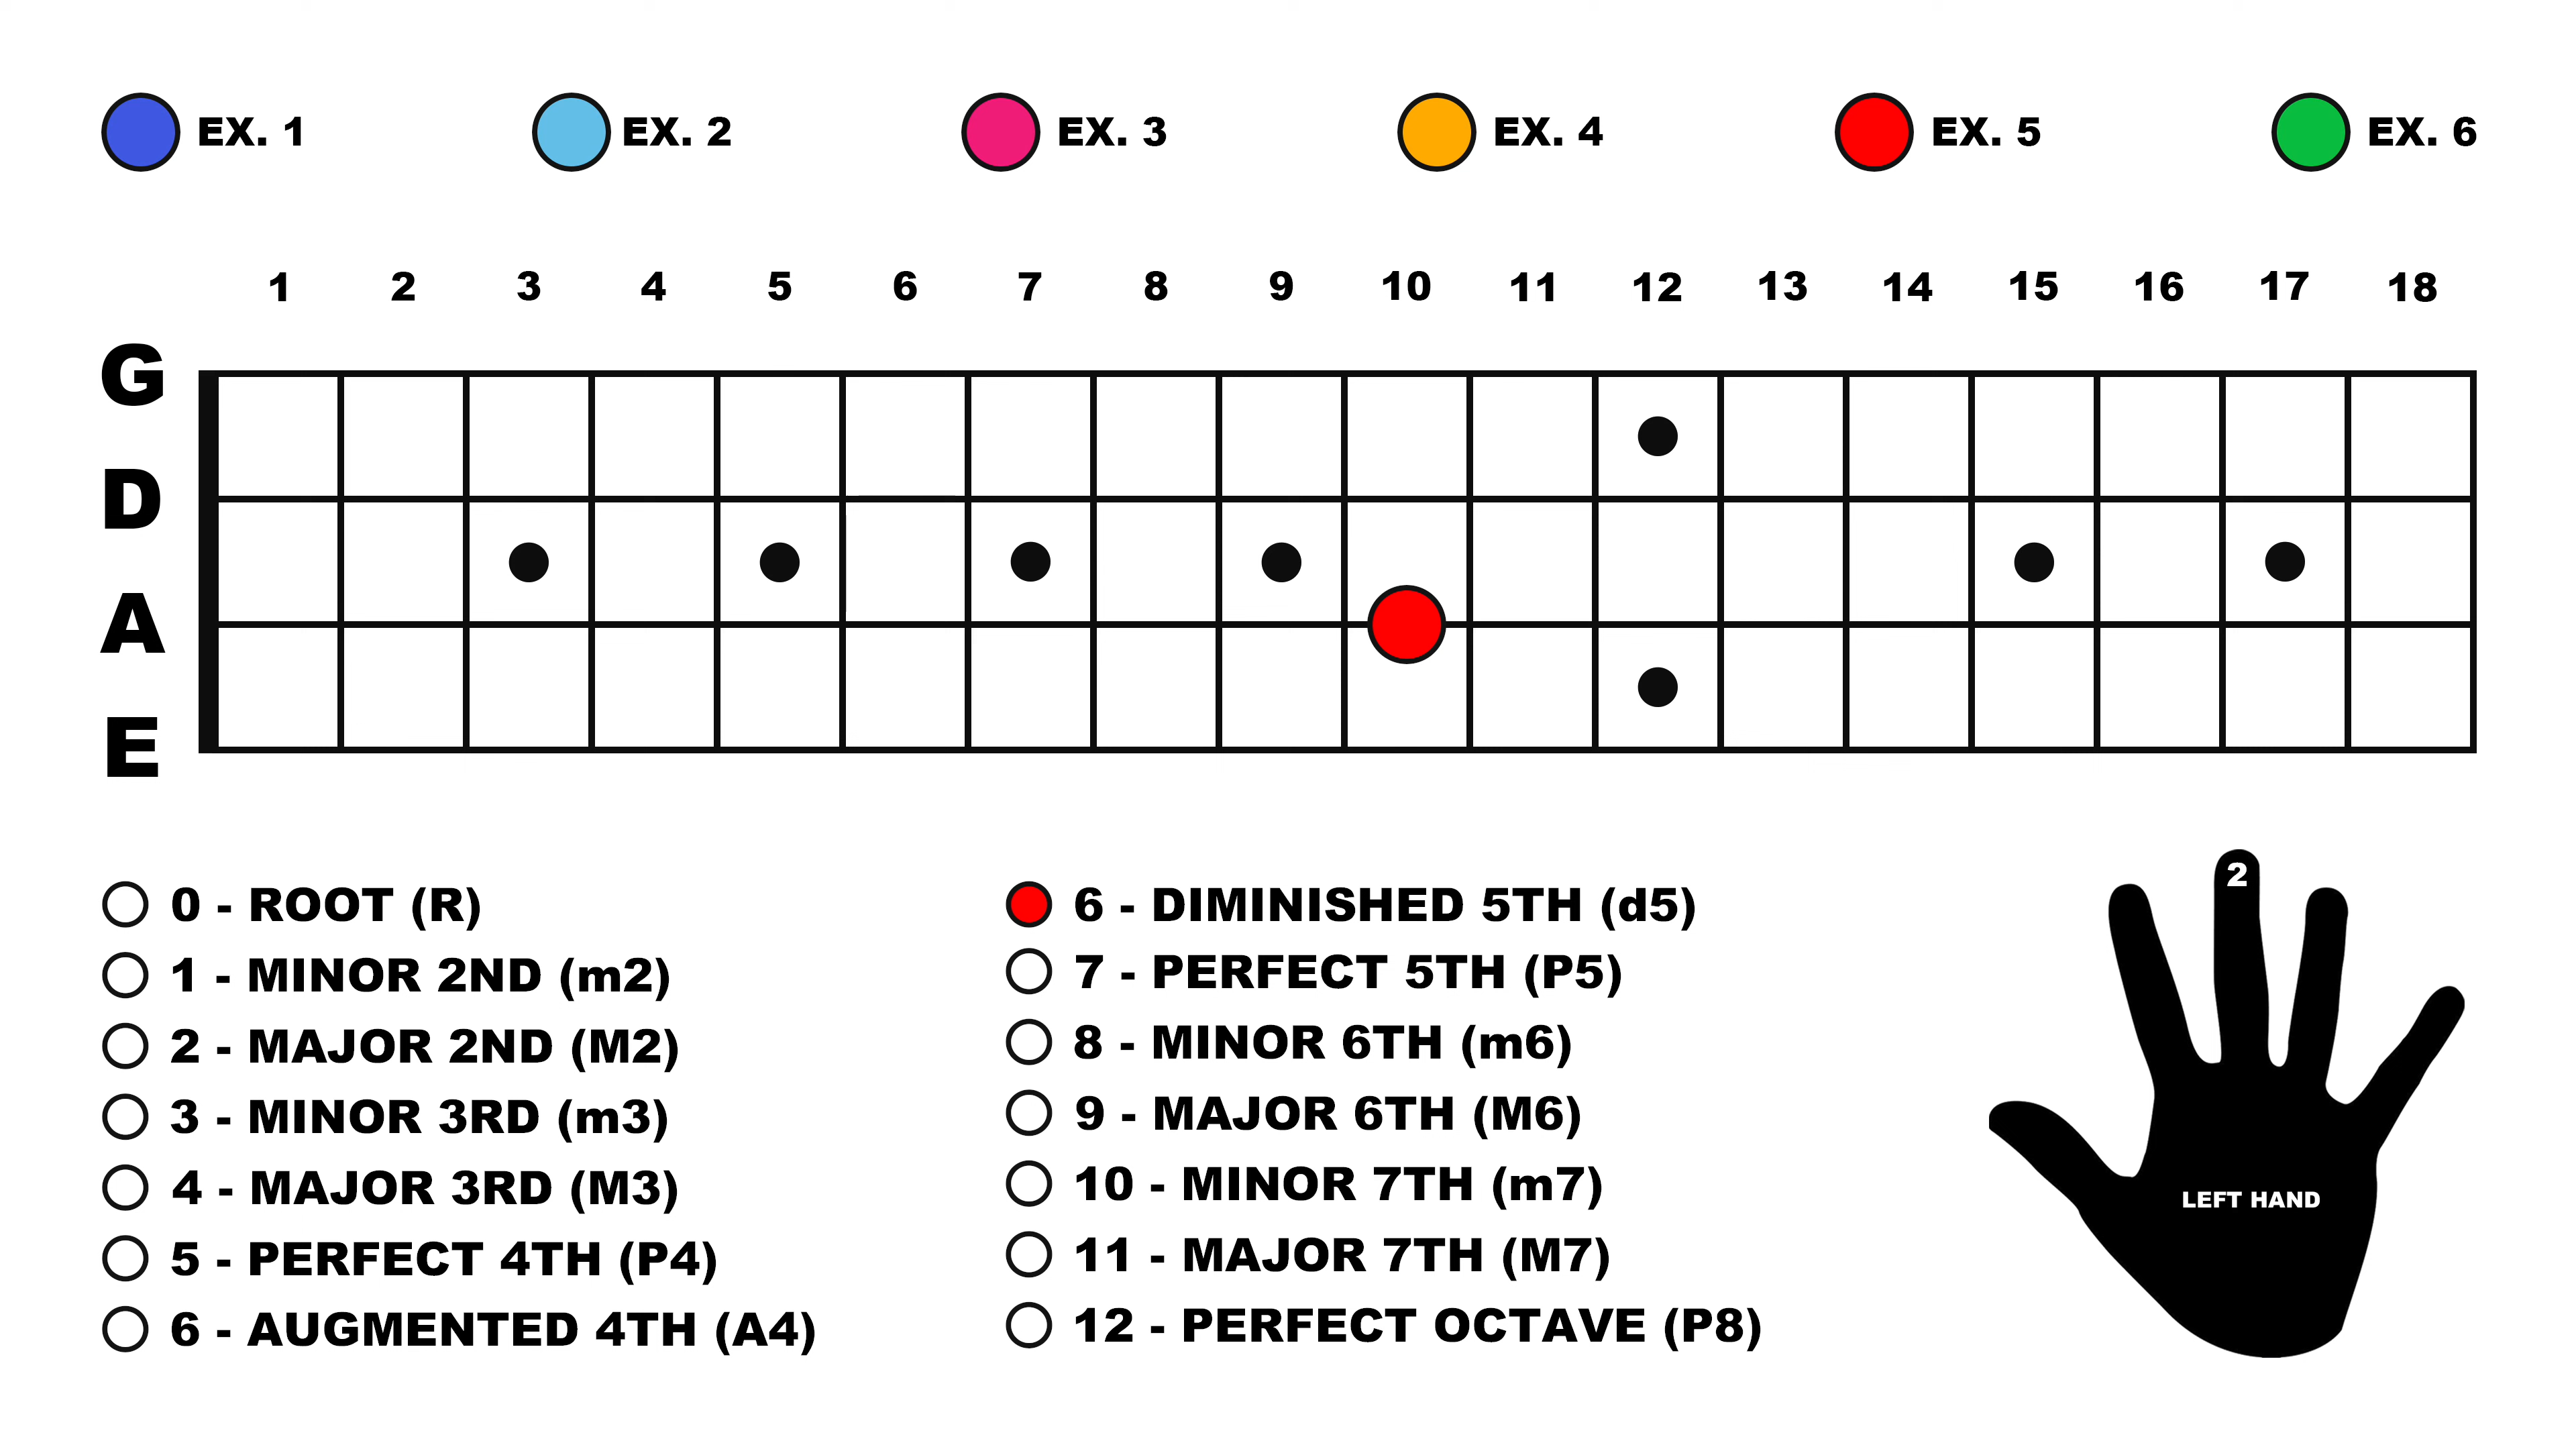 EX. 1 EX. 2 EX. 3 EX. 4 EX. 5 EX. 6
1 2 3 4 5 6 7 8 9 10 11 12 13 14 15 16 17 18
G
D
A
E
0 - ROOT (R)
1 - MINOR 2ND (m2)
2 - MAJOR 2ND (M2)
3 - MINOR 3RD (m3)
4 - MAJOR 3RD (M3)
5 - PERFECT 4TH (P4)
6 - AUGMENTED 4TH (A4)
6 - DIMINISHED 5TH (d5)
7 - PERFECT 5TH (P5)
8 - MINOR 6TH (m6)
9 - MAJOR 6TH (M6)
10 - MINOR 7TH (m7)
11 - MAJOR 7TH (M7)
12 - PERFECT OCTAVE (P8)
2
LEFT HAND